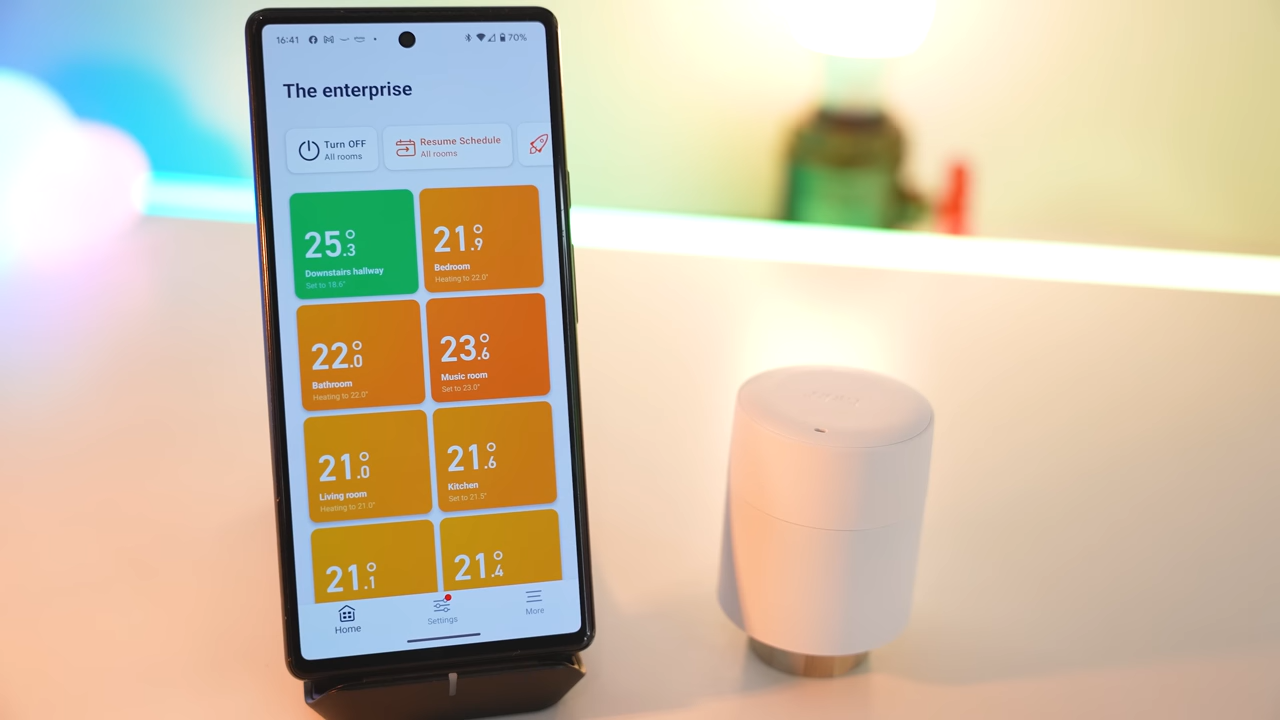 16:41
70%
The enterprise
Turn OFF
All rooms
Resume Schedule
All rooms
25.3°
Downstairs hallway
Set to 18.6°
21.9°
Bedroom
Heating to 22.0°
22.0°
Bathroom
Heating to 22.0°
23.6°
Music room
Set to 23.0°
21.0°
Living room
Heating to 21.0°
21.6°
Kitchen
Set to 21.5°
21.1°
21.4°
Home
Settings
More